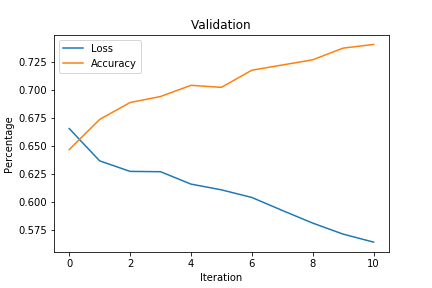 Validation
Loss
Accuracy
0.725
0.700
0.675
0.650
0.625
0.600
0.575
Percentage
0 2 4 6 8 10
Iteration